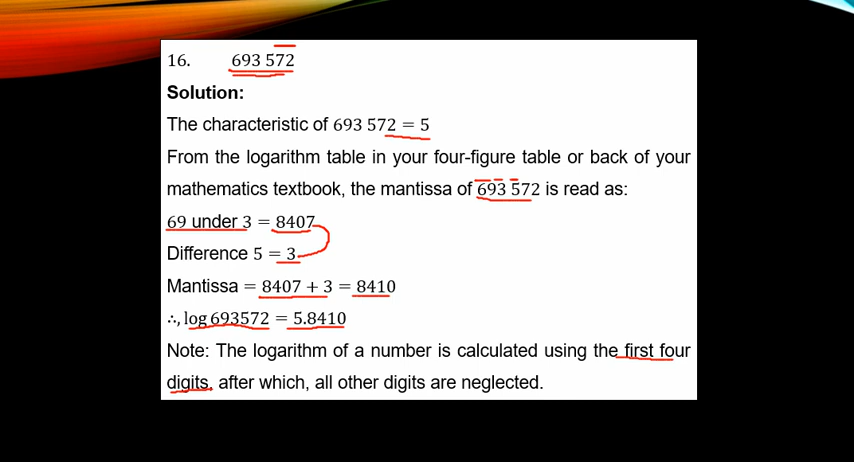 16. 693 572
Solution:
The characteristic of 693 572 = 5
From the logarithm table in your four-figure table or back of your
mathematics textbook, the mantissa of 693 572 is read as:
69 under 3 = 8407
Difference 5 = 3
Mantissa = 8407 + 3 = 8410
∴, log 693572 = 5.8410
Note: The logarithm of a number is calculated using the first four
digits, after which, all other digits are neglected.